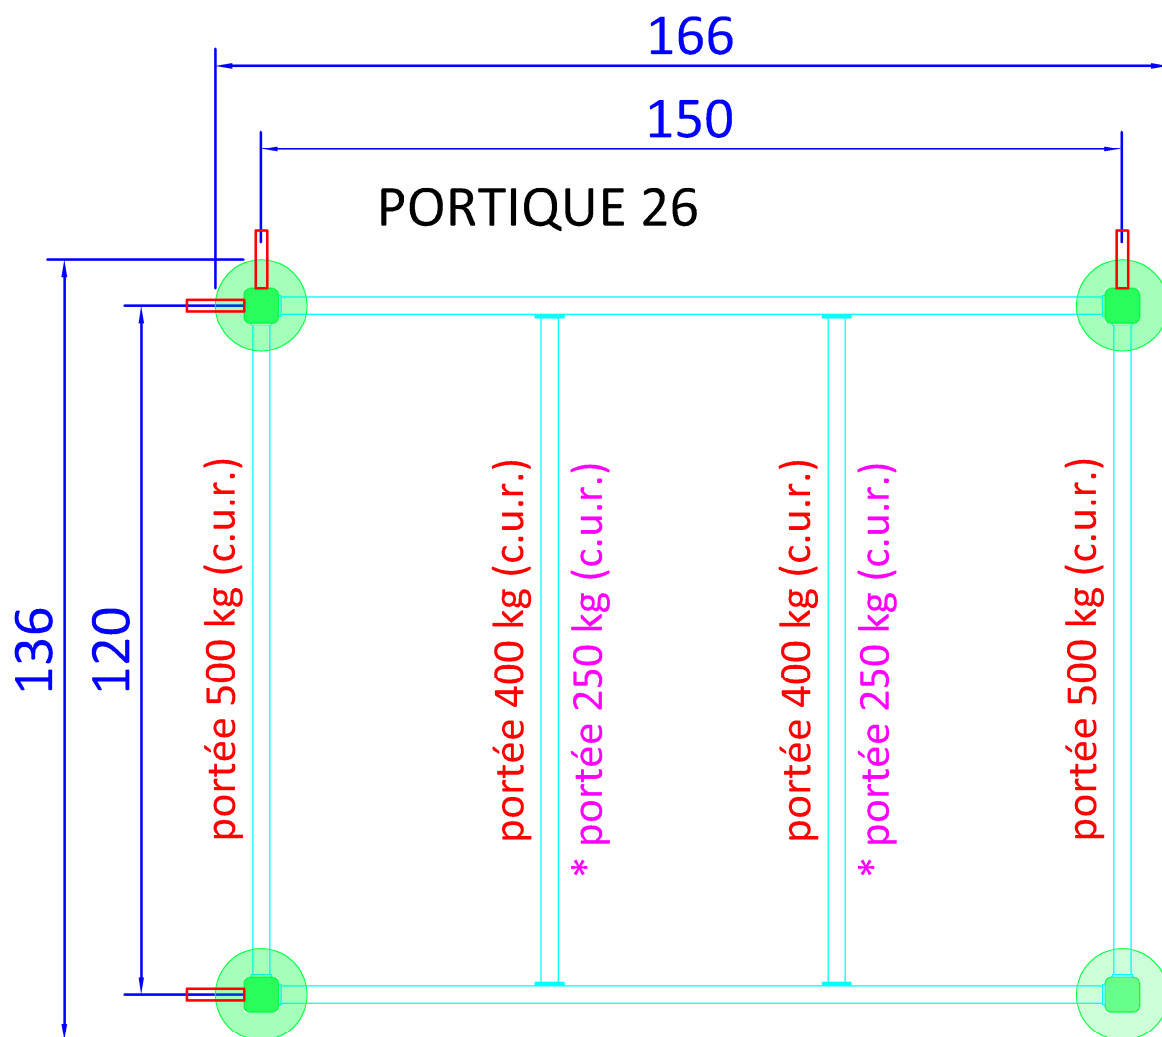 166
150
PORTIQUE 26
136
120
portée 500 kg (c.u.r.)
portée 400 kg (c.u.r.)
* portée 250 kg (c.u.r.)
portée 400 kg (c.u.r.)
* portée 250 kg (c.u.r.)
portée 500 kg (c.u.r.)